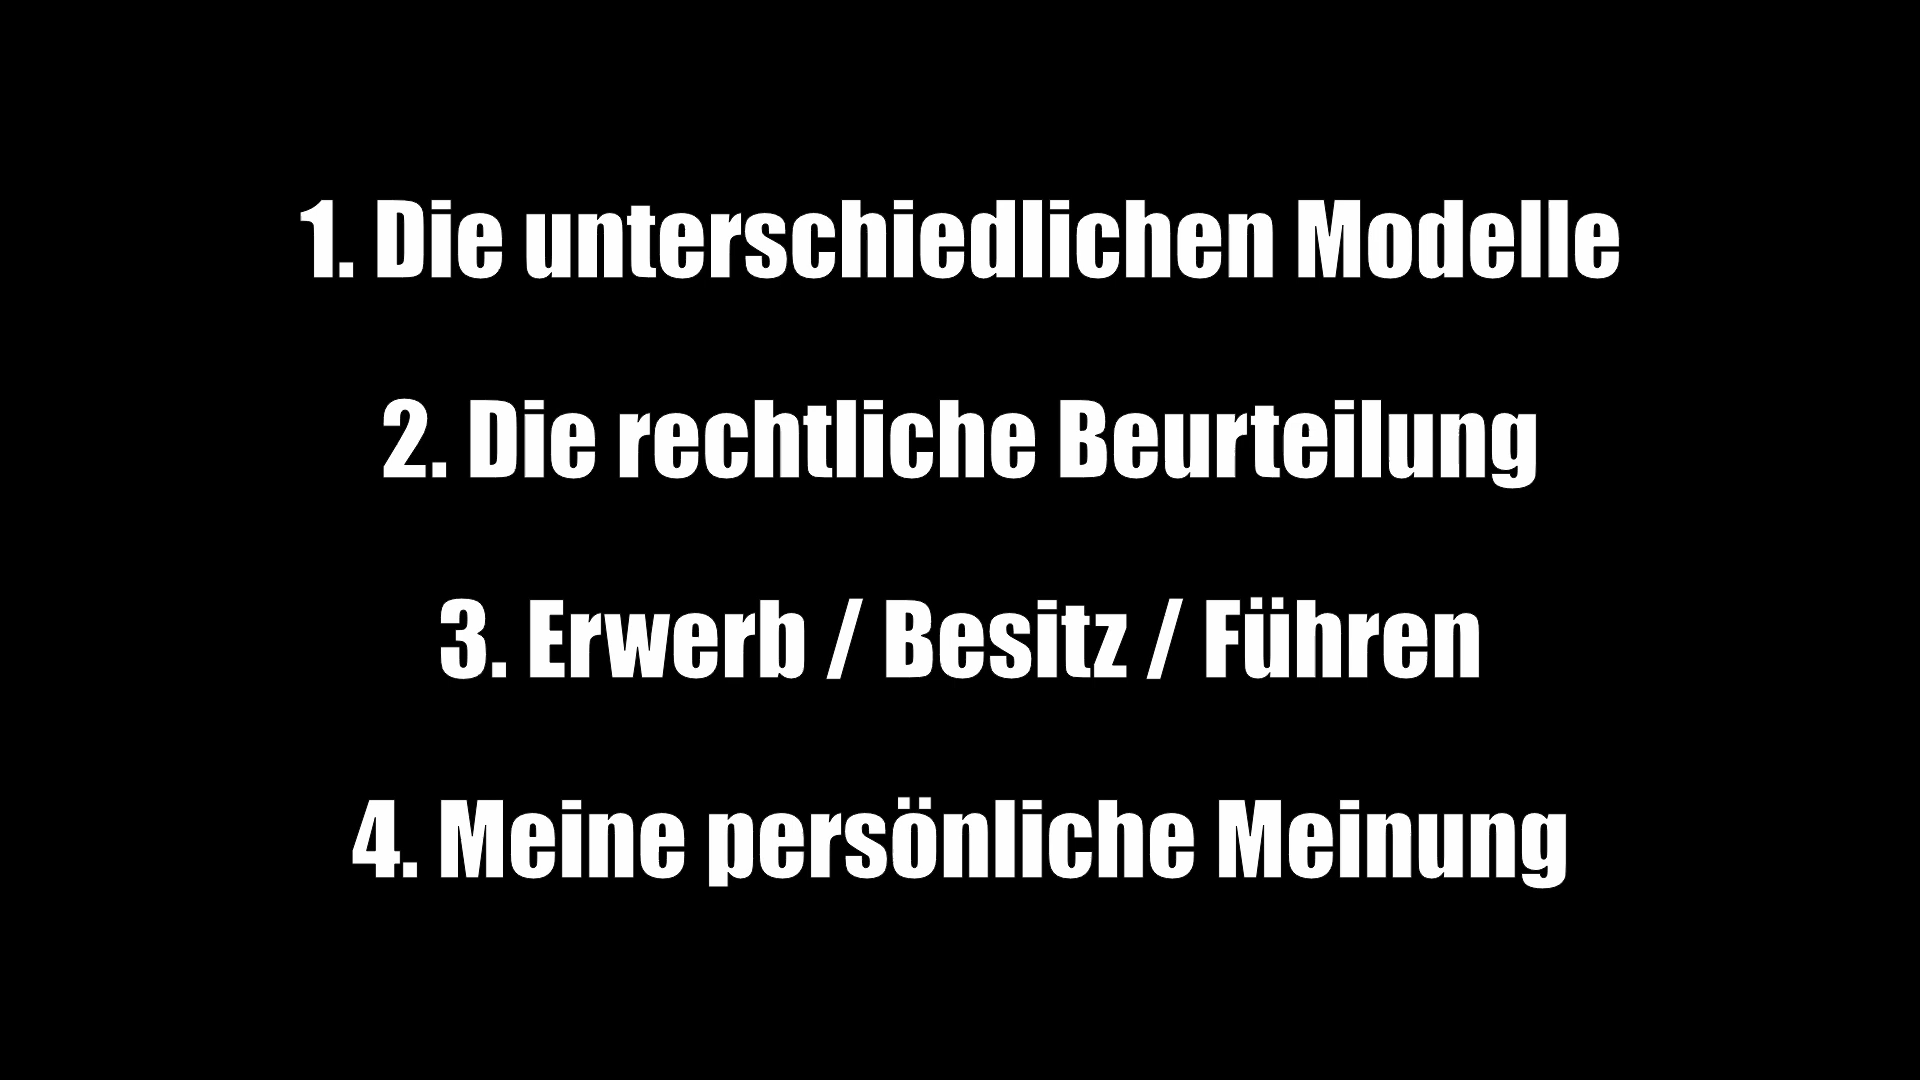 1. Die unterschiedlichen Modelle
2. Die rechtliche Beurteilung
3. Erwerb / Besitz / Führen
4. Meine persönliche Meinung